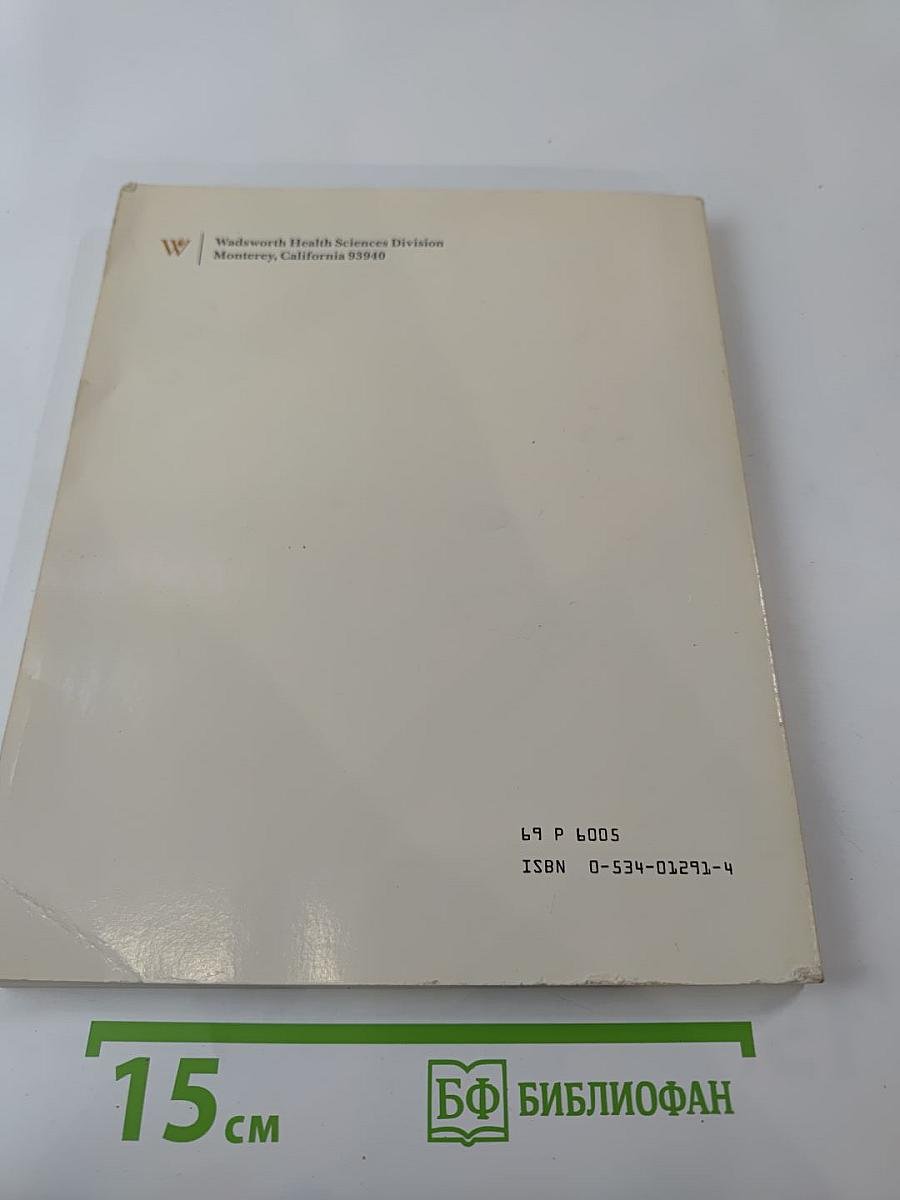 W
Wadsworth Health Sciences Division
Monterey, California 93940
69 P 6005
ISBN 0-534-01291-4
15 см
БФ БИБЛИОФАН